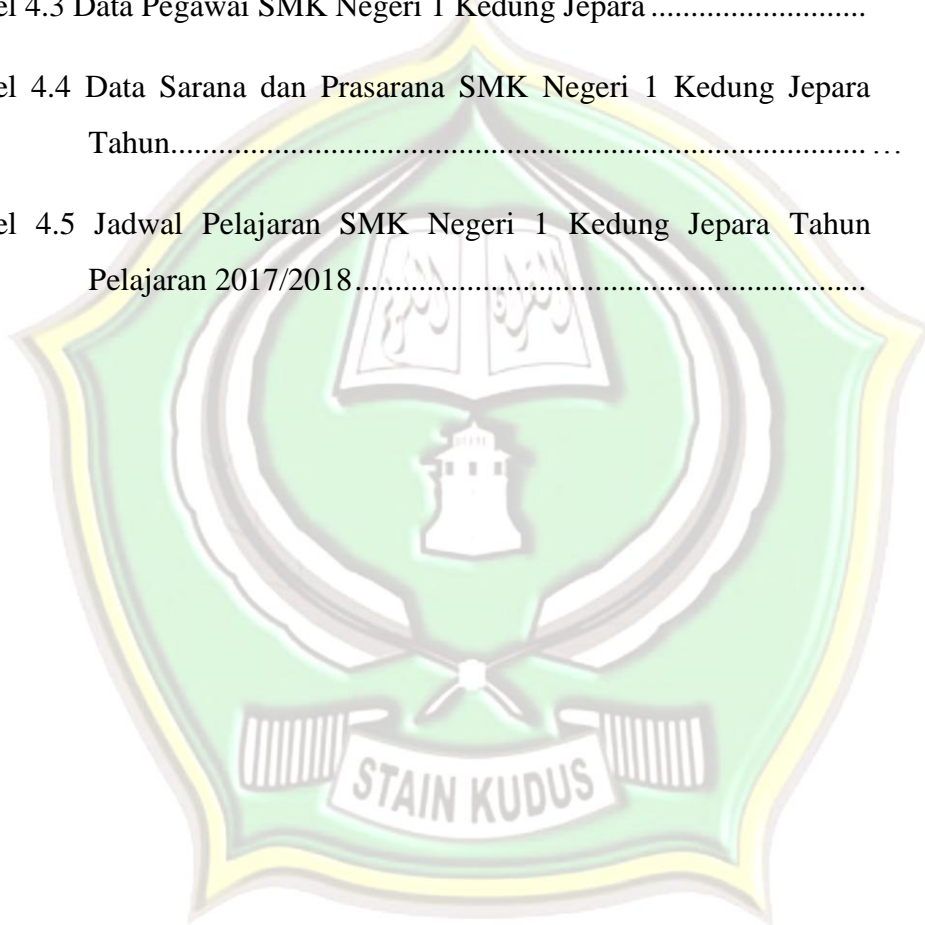 el 4.3 Data Pegawai SMK Negeri 1 Kedung Jepara ..........................
el 4.4 Data Sarana dan Prasarana SMK Negeri 1 Kedung Jepara
Tahun...................................................................................... …
el 4.5 Jadwal Pelajaran SMK Negeri 1 Kedung Jepara Tahun
Pelajaran 2017/2018...............................................................
STAIN KUDUS